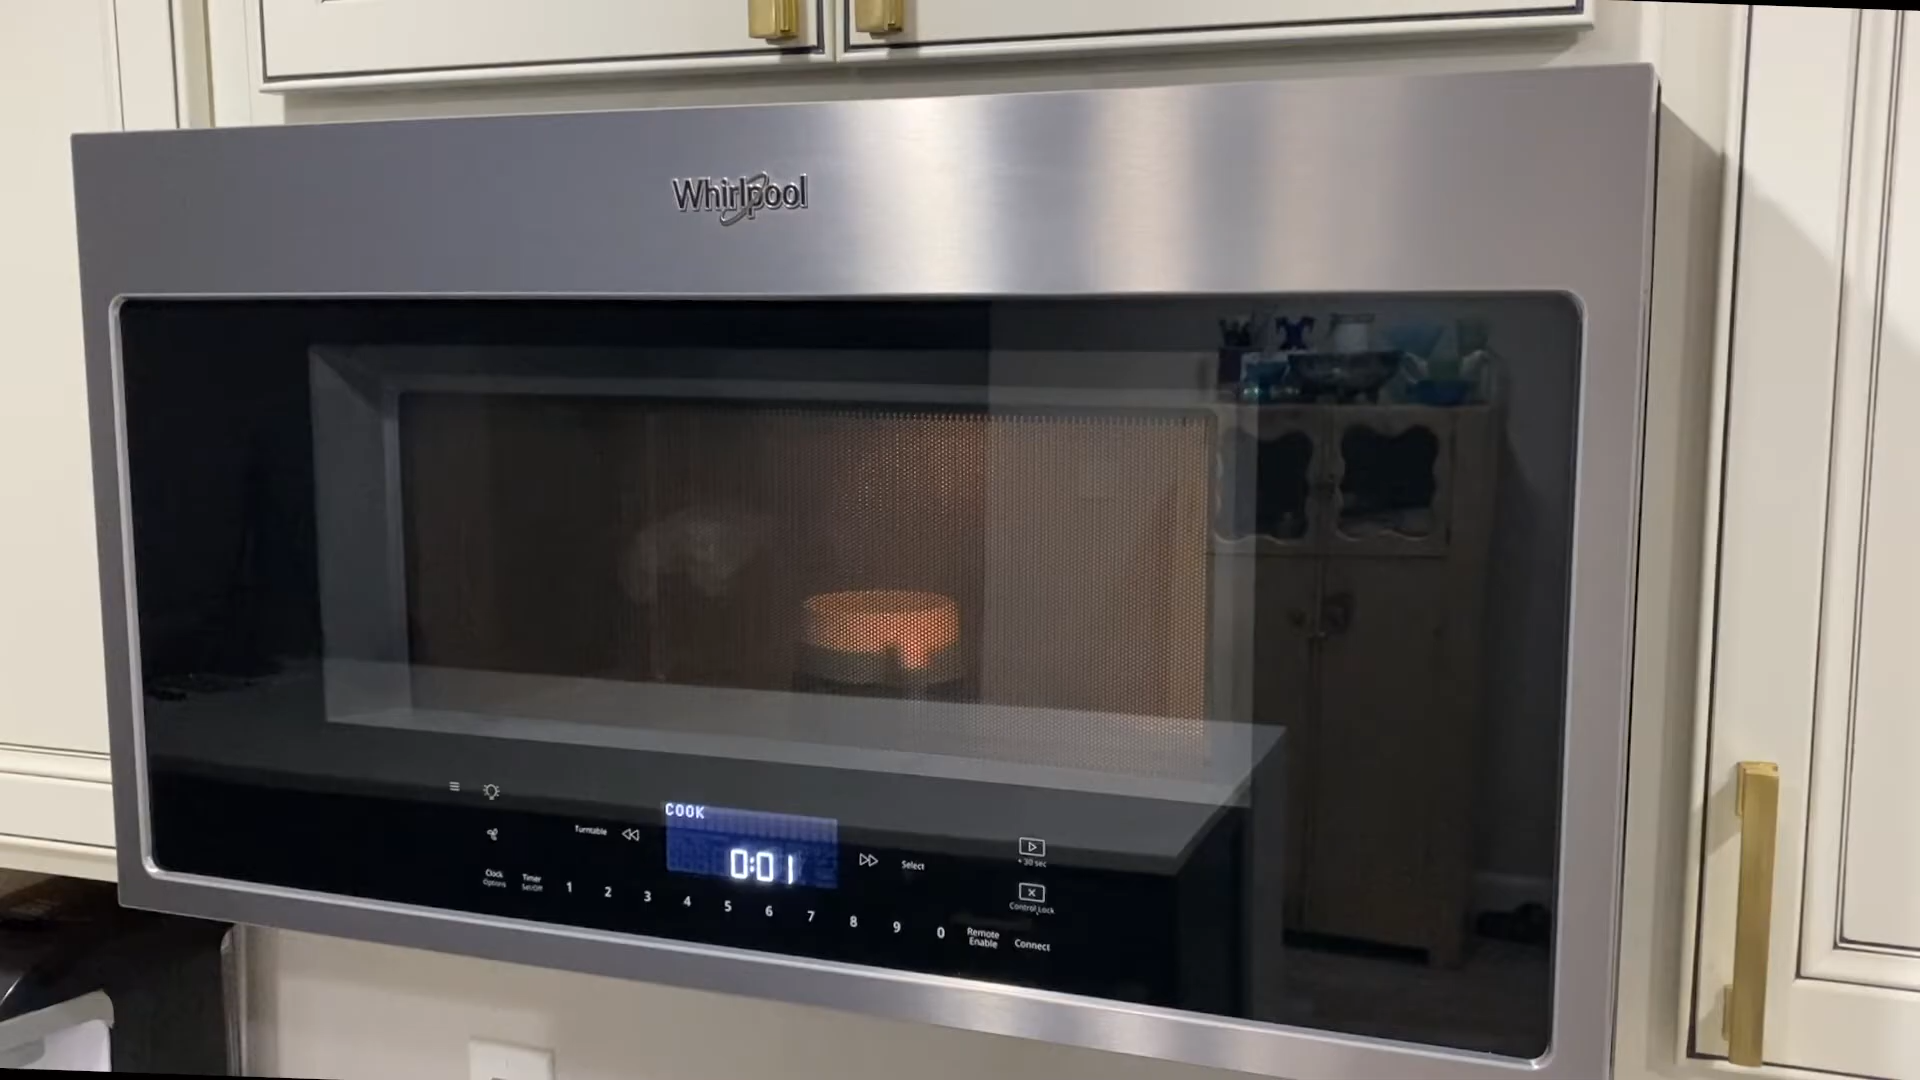 Whirlpool
COOK
0:01
Turntable
Select
+30 sec
Control Lock
Clock
Options
Timer
Set/Off
1 2 3 4 5 6 7 8 9 0
Remote
Enable
Connect